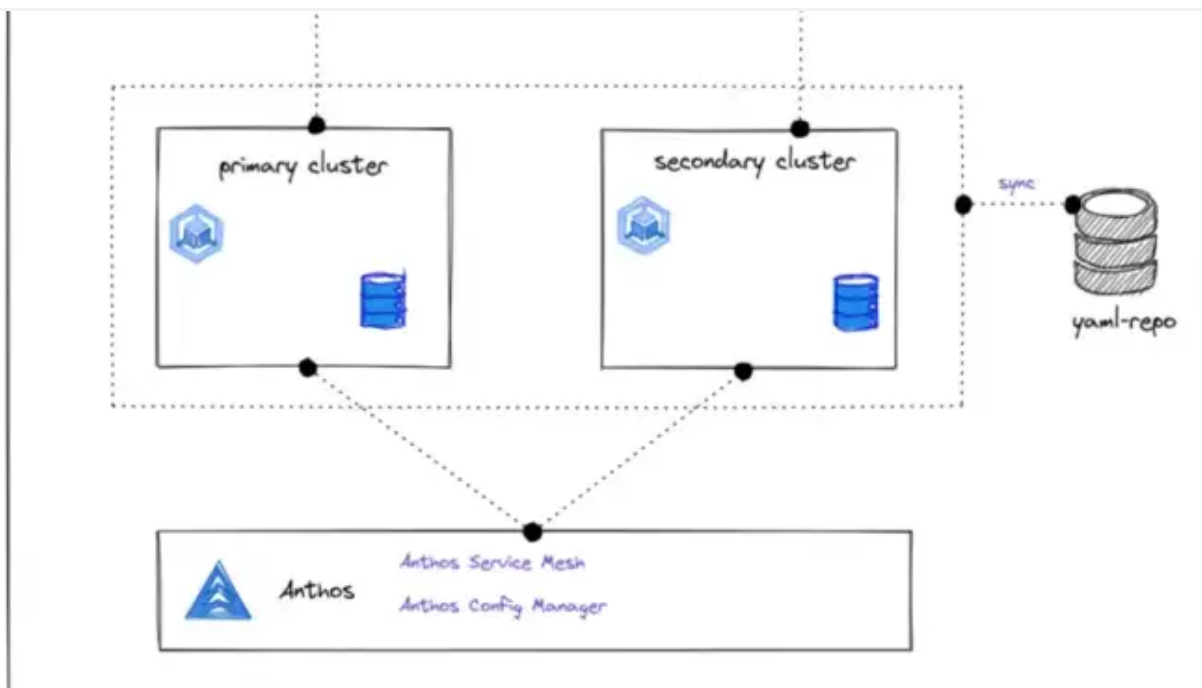 primary cluster
secondary cluster
sync
yaml-repo
Anthos
Anthos Service Mesh
Anthos Config Manager